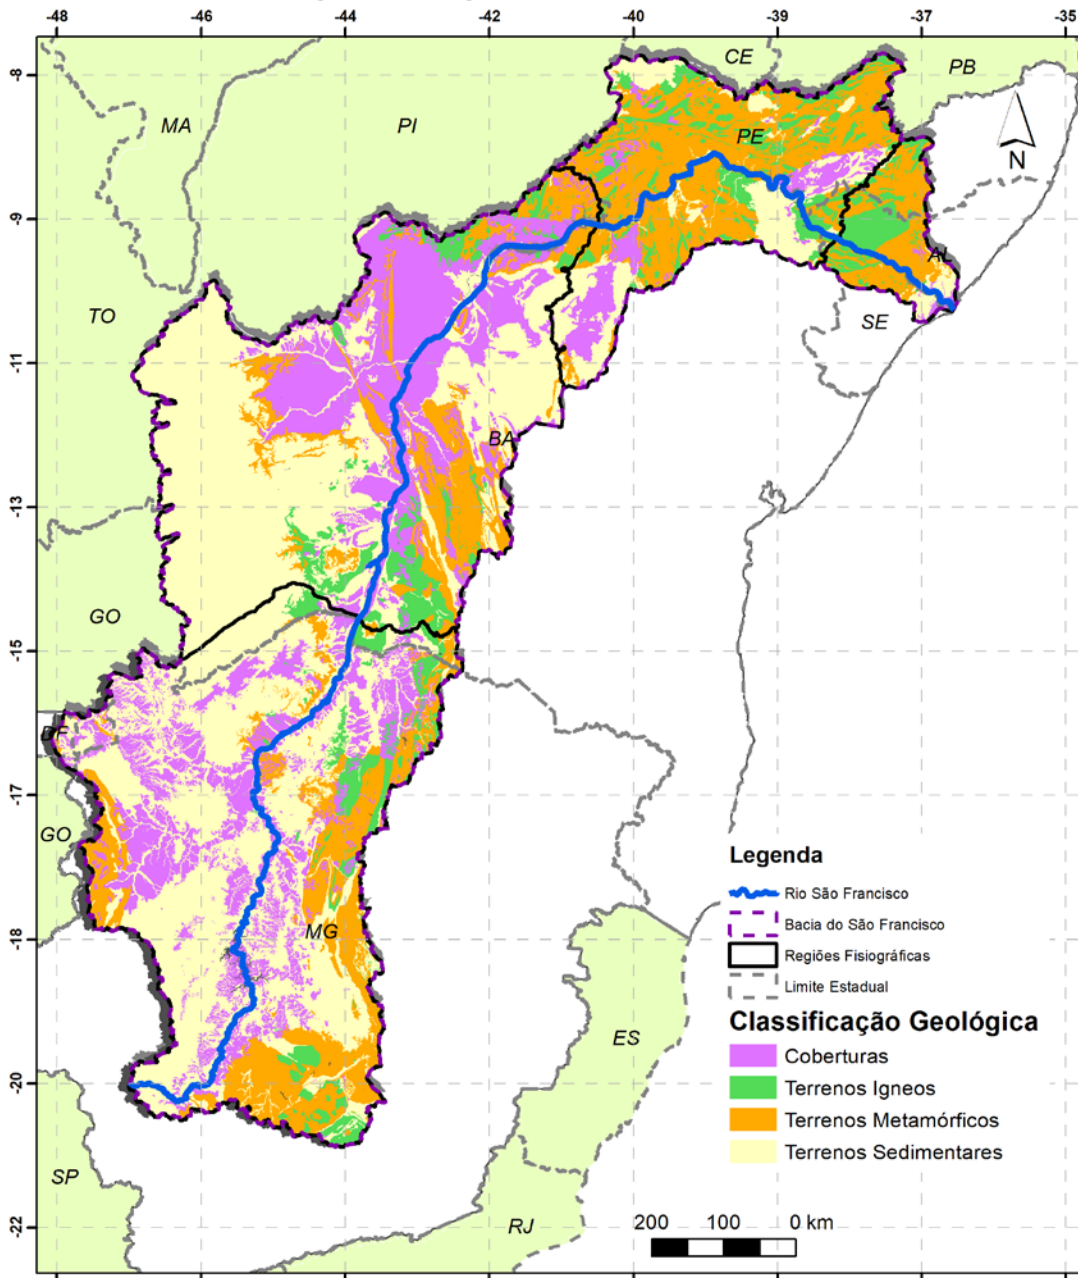 -48 -46 -44 -42 -40 -39 -37 -35
CE
PB
-8
MA
PI
PE
N
-9
AL
TO
SE
-11
BA
-13
GO
-15
DF
-17
GO
Legenda
Rio São Francisco
Bacia do São Francisco
MG
-18
Regiões Fisiográficas
Limite Estadual
Classificação Geológica
ES
Coberturas
-20
Terrenos Igneos
Terrenos Metamórficos
Terrenos Sedimentares
SP
RJ
-22
200 100 0 km